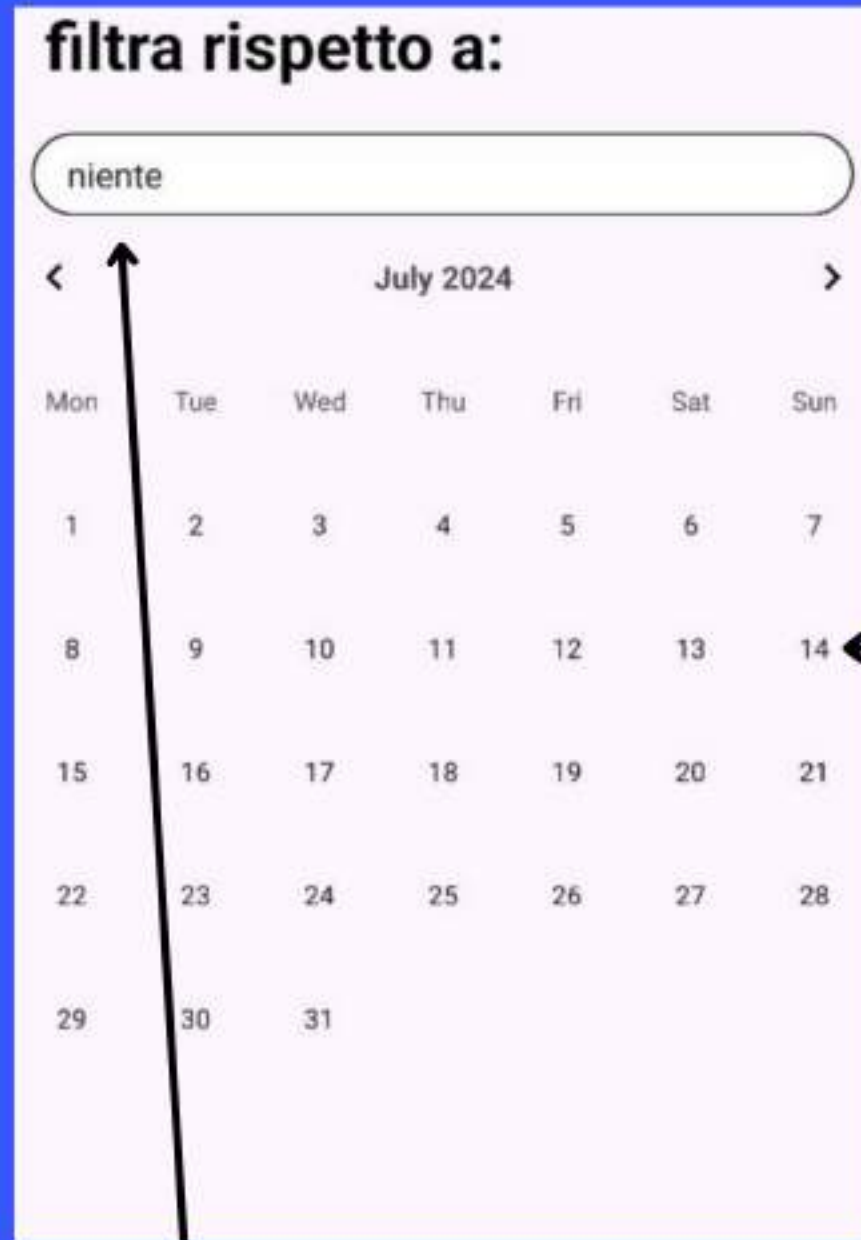 filtra rispetto a:
niente
July 2024
Mon Tue Wed Thu Fri Sat Sun
1 2 3 4 5 6 7
8 9 10 11 12 13 14
15 16 17 18 19 20 21
22 23 24 25 26 27 28
29 30 31